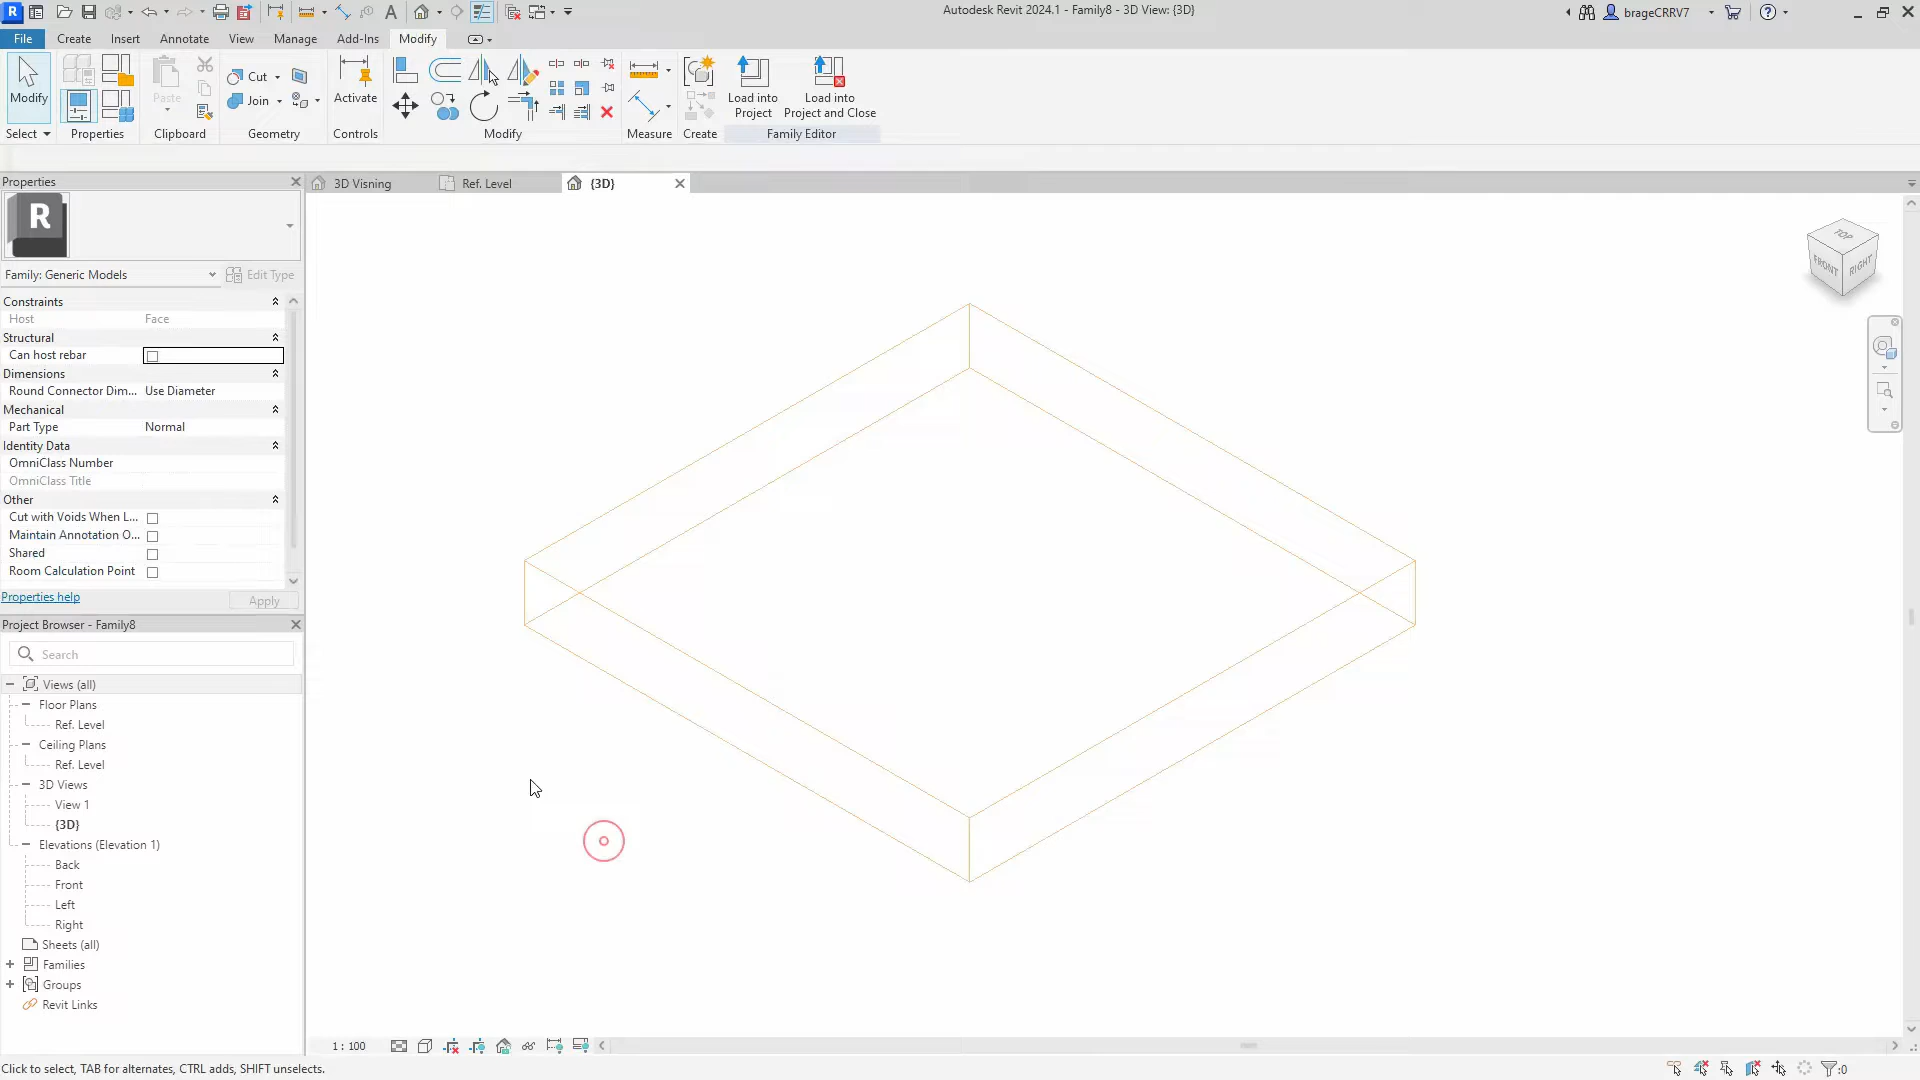 Autodesk Revit 2024.1 - Family8 - 3D View: {3D}
brageCRRV7
File
Create
Insert
Annotate
View
Manage
Add-Ins
Modify
Modify
Paste
Cut
Join
Activate
Load into
Project
Load into
Project and Close
Select
Properties
Clipboard
Geometry
Controls
Modify
Measure
Create
Family Editor
Properties
3D Visning
Ref. Level
{3D}
R
Family: Generic Models
Edit Type
Constraints
Host Face
Structural
Can host rebar
Dimensions
Round Connector Dim... Use Diameter
Mechanical
Part Type Normal
Identity Data
OmniClass Number
OmniClass Title
Other
Cut with Voids When L...
Maintain Annotation O...
Shared
Room Calculation Point
Properties help
Apply
Project Browser - Family8
Search
Views (all)
Floor Plans
Ref. Level
Ceiling Plans
Ref. Level
3D Views
View 1
{3D}
Elevations (Elevation 1)
Back
Front
Left
Right
Sheets (all)
Families
Groups
Revit Links
TOP
FRONT
RIGHT
1 : 100
Click to select, TAB for alternates, CTRL adds, SHIFT unselects.
:0